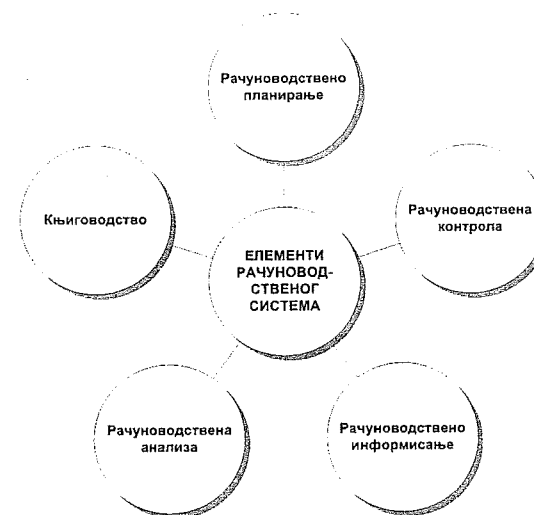 Рачуноводствено
планирање
Књиговодство
Рачуноводствена
контрола
ЕЛЕМЕНТИ
РАЧУНОВОД-
СТВЕНОГ
СИСТЕМА
Рачуноводствена
анализа
Рачуноводствено
информисање